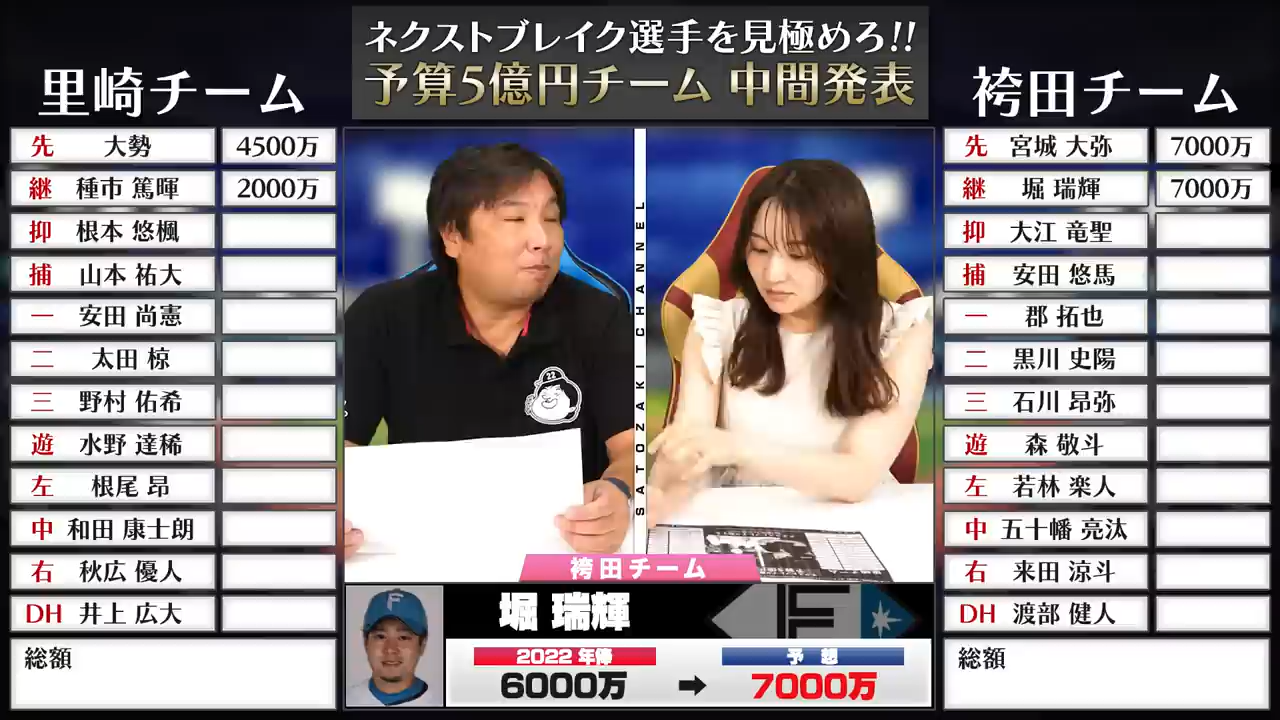 ネクストブレイク選手を見極めろ!!
予算5億円チーム 中間発表
里崎チーム
先 大勢 4500万
継 種市 篤暉 2000万
抑 根本 悠楓
捕 山本 祐大
一 安田 尚憲
二 太田 椋
三 野村 佑希
遊 水野 達稀
左 根尾 昂
中 和田 康士朗
右 秋広 優人
DH 井上 広大
総額
SATOZAKI CHANNEL
袴田チーム
堀 瑞輝
F
2022年俸
6000万
予想
7000万
袴田チーム
先 宮城 大弥 7000万
継 堀 瑞輝 7000万
抑 大江 竜聖
捕 安田 悠馬
一 郡 拓也
二 黒川 史陽
三 石川 昂弥
遊 森 敬斗
左 若林 楽人
中 五十幡 亮汰
右 来田 涼斗
DH 渡部 健人
総額